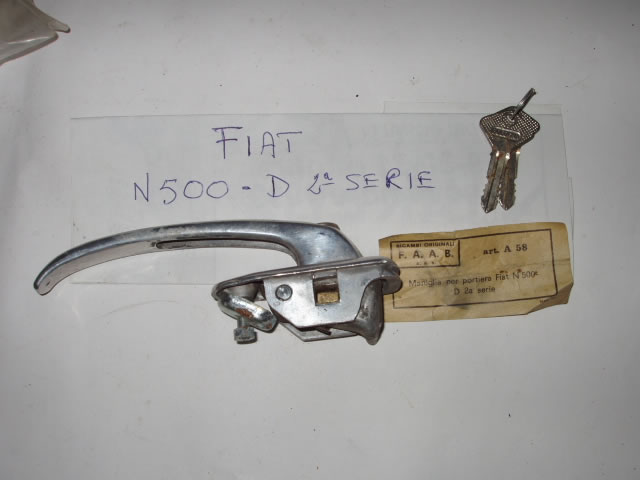 FIAT
N500-D 2ª SERIE
RICAMBI ORIGINALI
F. A. A. B.
art. A 58
Maniglia per portiera Fiat N 500
D 2a serie